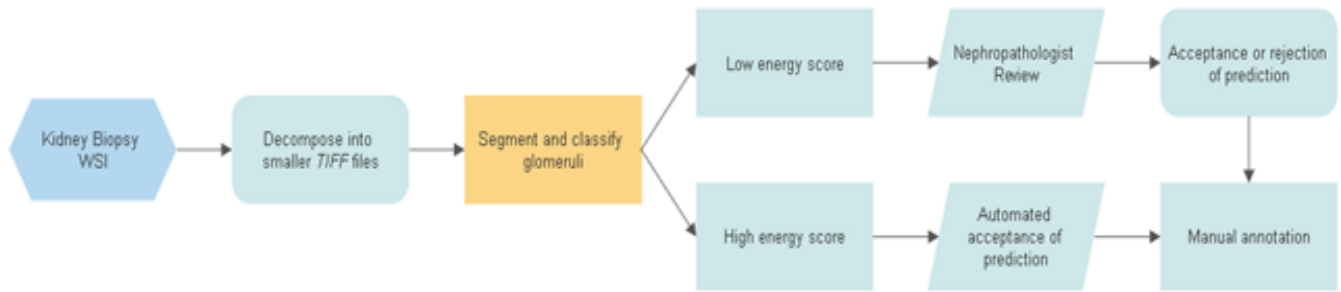 Kidney Biopsy
WSI
Decompose into
smaller TIFF files
Segment and classify
glomeruli
Low energy score
Nephropathologist
Review
Acceptance or rejection
of prediction
High energy score
Automated
acceptance of
prediction
Manual annotation